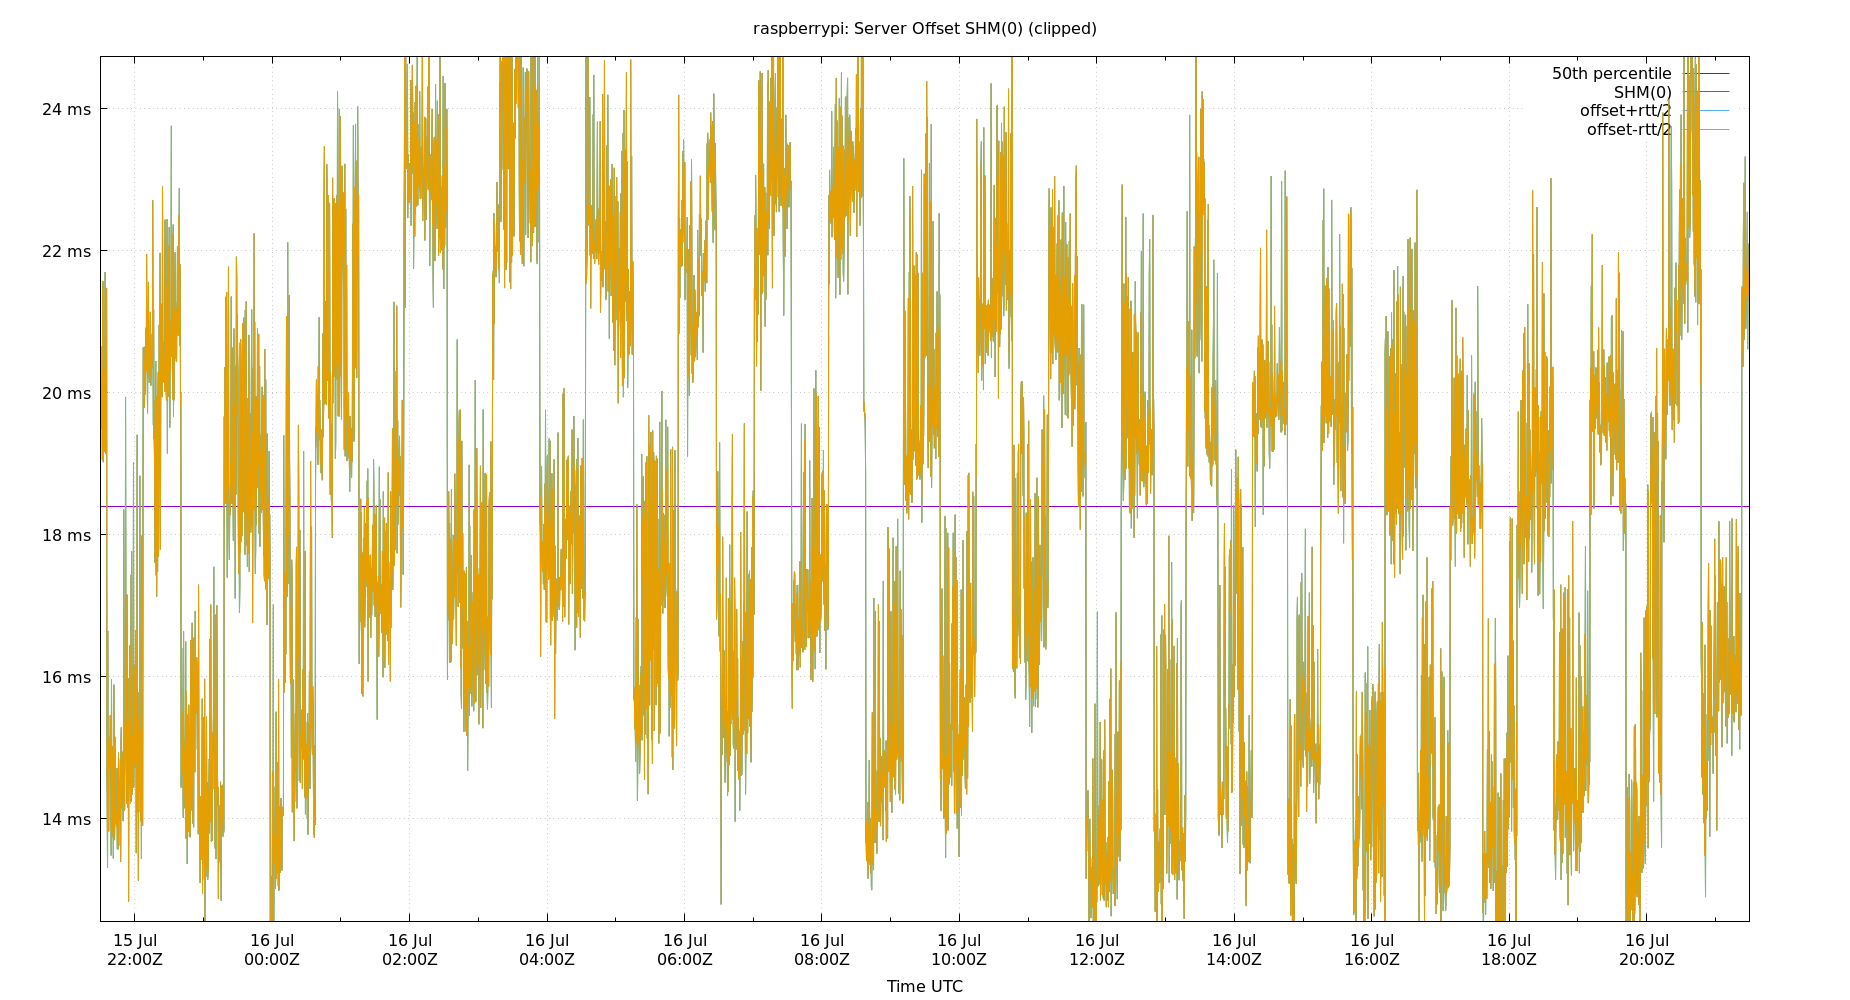 raspberrypi: Server Offset SHM(0) (clipped)
50th percentile
SHM(0)
offset+rtt/2
offset-rtt/2
24 ms
22 ms
20 ms
18 ms
16 ms
14 ms
15 Jul 16 Jul 16 Jul 16 Jul 16 Jul 16 Jul 16 Jul 16 Jul 16 Jul 16 Jul 16 Jul 16 Jul
22:00Z 00:00Z 02:00Z 04:00Z 06:00Z 08:00Z 10:00Z 12:00Z 14:00Z 16:00Z 18:00Z 20:00Z
Time UTC